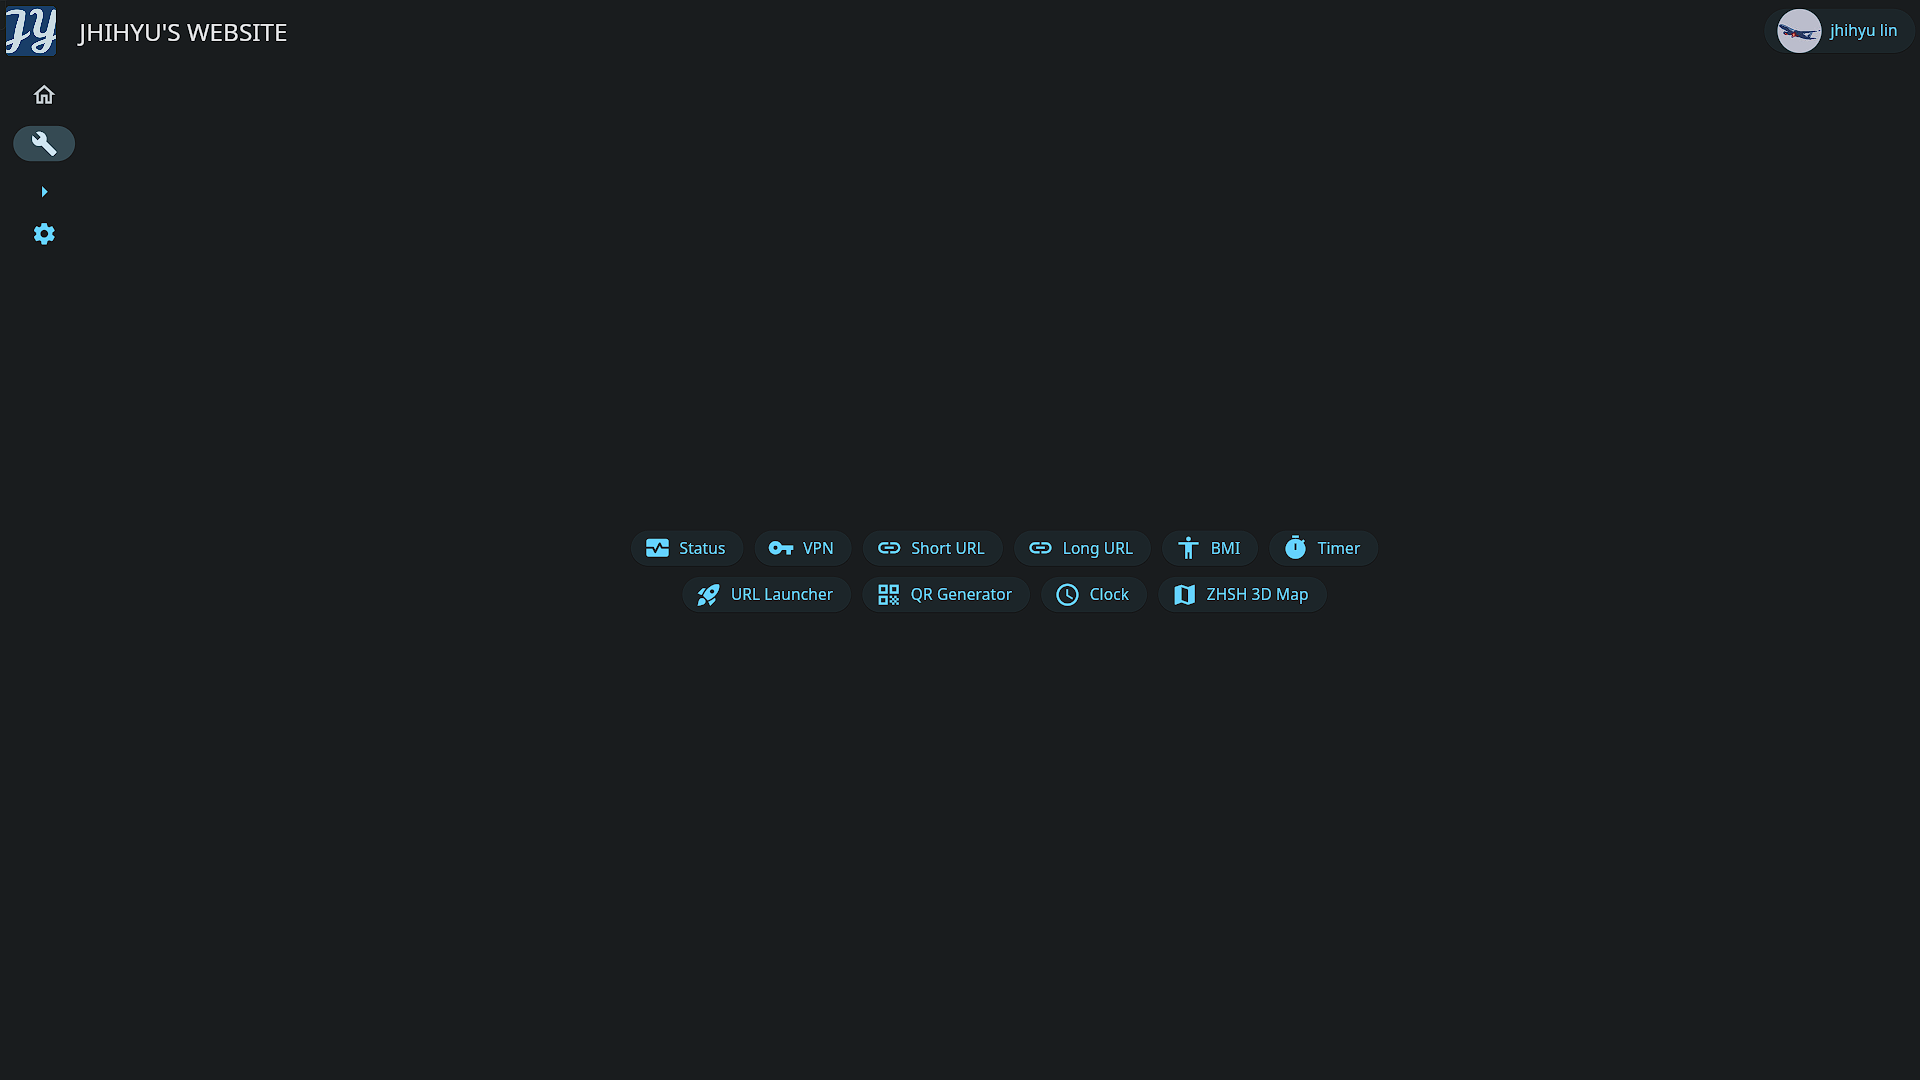 JY JHIHYU'S WEBSITE
jhihyu lin
Status VPN Short URL Long URL BMI Timer
URL Launcher QR Generator Clock ZHSH 3D Map